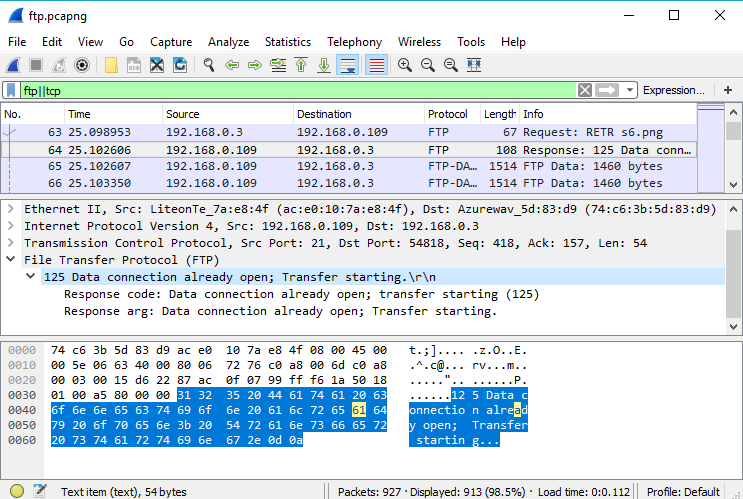 ftp.pcapng
File Edit View Go Capture Analyze Statistics Telephony Wireless Tools Help
ftp||tcp Expression... +
No. Time Source Destination Protocol Length Info
63 25.098953 192.168.0.3 192.168.0.109 FTP 67 Request: RETR s6.png
64 25.102606 192.168.0.109 192.168.0.3 FTP 108 Response: 125 Data conn...
65 25.102607 192.168.0.109 192.168.0.3 FTP-DA... 1514 FTP Data: 1460 bytes
66 25.103350 192.168.0.109 192.168.0.3 FTP-DA... 1514 FTP Data: 1460 bytes
Ethernet II, Src: LiteonTe_7a:e8:4f (ac:e0:10:7a:e8:4f), Dst: Azurewav_5d:83:d9 (74:c6:3b:5d:83:d9)
Internet Protocol Version 4, Src: 192.168.0.109, Dst: 192.168.0.3
Transmission Control Protocol, Src Port: 21, Dst Port: 54818, Seq: 418, Ack: 157, Len: 54
File Transfer Protocol (FTP)
125 Data connection already open; Transfer starting.\r\n
Response code: Data connection already open; transfer starting (125)
Response arg: Data connection already open; Transfer starting.
0000 74 c6 3b 5d 83 d9 ac e0 10 7a e8 4f 08 00 45 00 t.;].... .z.O..E.
0010 00 5e 06 63 40 00 80 06 72 76 c0 a8 00 6d c0 a8 .^.c@... rv...m..
0020 00 03 00 15 d6 22 87 ac 0f 07 99 ff f6 1a 50 18 .....".. ......P.
0030 01 00 a5 80 00 00 31 32 35 20 44 61 74 61 20 63 ......12 5 Data c
0040 6f 6e 6e 65 63 74 69 6f 6e 20 61 6c 72 65 61 64 onnectio n alread
0050 79 20 6f 70 65 6e 3b 20 54 72 61 6e 73 66 65 72 y open; Transfer
0060 20 73 74 61 72 74 69 6e 67 2e 0d 0a startin g...
Text item (text), 54 bytes Packets: 927 · Displayed: 913 (98.5%) · Load time: 0:0.112 Profile: Default